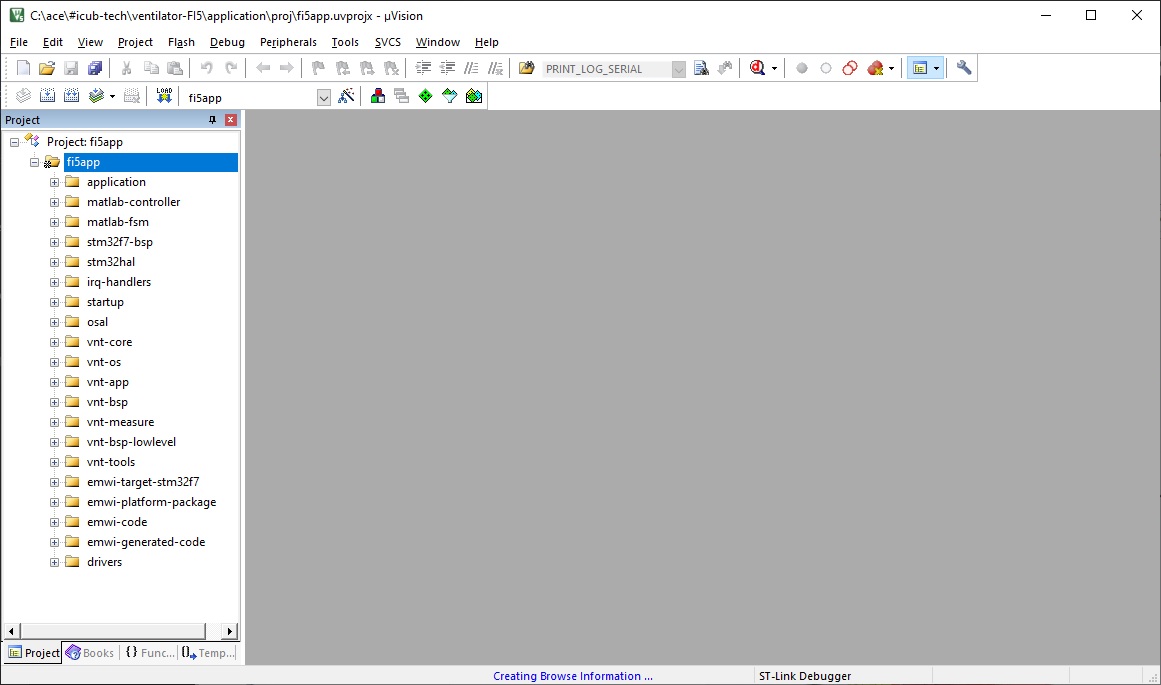 C:\ace\#icub-tech\ventilator-FI5\application\proj\fi5app.uvprojx - µVision
File Edit View Project Flash Debug Peripherals Tools SVCS Window Help
PRINT_LOG_SERIAL
LOAD fi5app
Project
Project: fi5app
fi5app
application
matlab-controller
matlab-fsm
stm32f7-bsp
stm32hal
irq-handlers
startup
osal
vnt-core
vnt-os
vnt-app
vnt-bsp
vnt-measure
vnt-bsp-lowlevel
vnt-tools
emwi-target-stm32f7
emwi-platform-package
emwi-code
emwi-generated-code
drivers
Project Books {} Func... Temp...
Creating Browse Information ... ST-Link Debugger